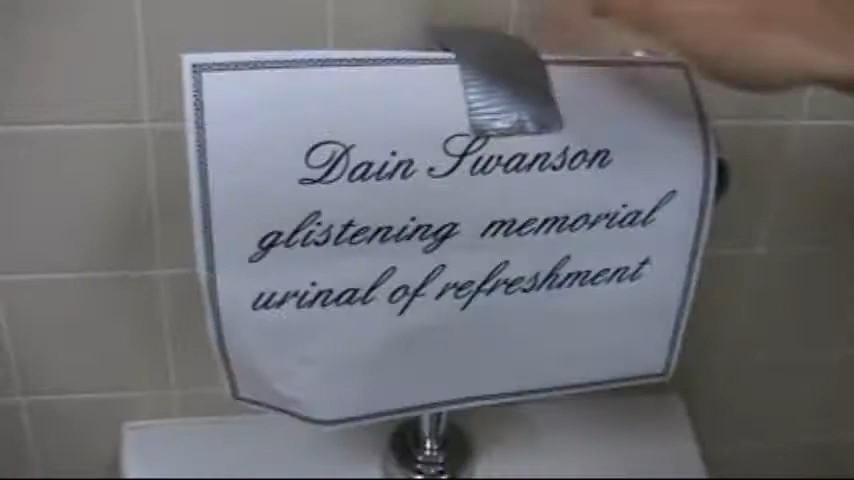 Dain Swanson
glistening memorial
urinal of refreshment